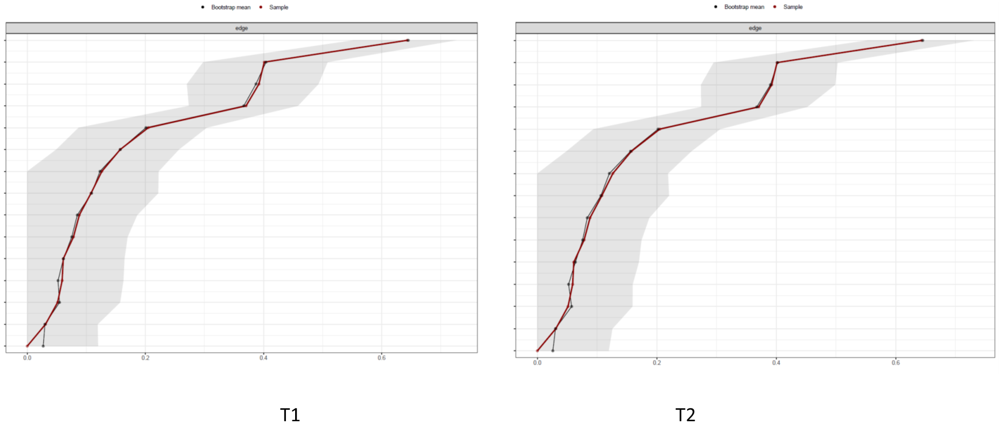 Bootstrap mean Sample
edge
0.0 0.2 0.4 0.6
T1
Bootstrap mean Sample
edge
0.0 0.2 0.4 0.6
T2